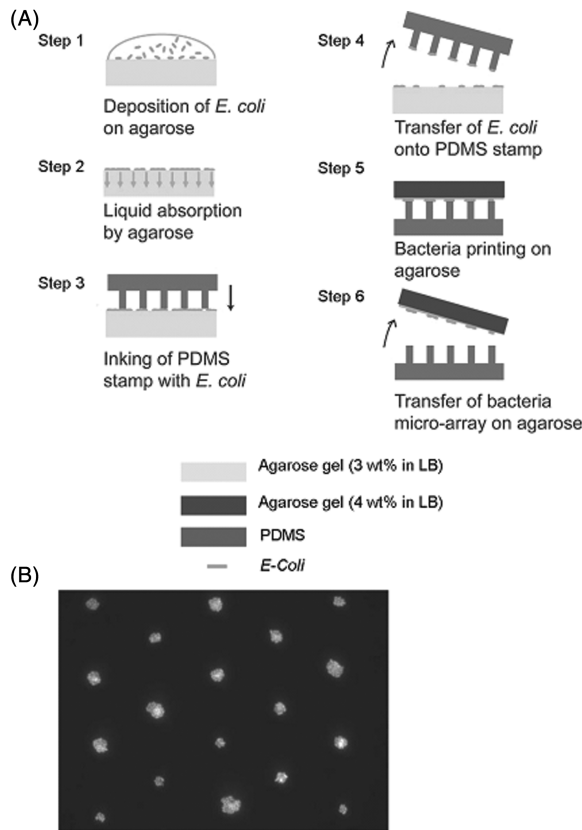 (A)
Step 1
Deposition of E. coli
on agarose
Step 2
Liquid absorption
by agarose
Step 3
Inking of PDMS
stamp with E. coli
Step 4
Transfer of E. coli
onto PDMS stamp
Step 5
Bacteria printing on
agarose
Step 6
Transfer of bacteria
micro-array on agarose
Agarose gel (3 wt% in LB)
Agarose gel (4 wt% in LB)
PDMS
E-Coli
(B)